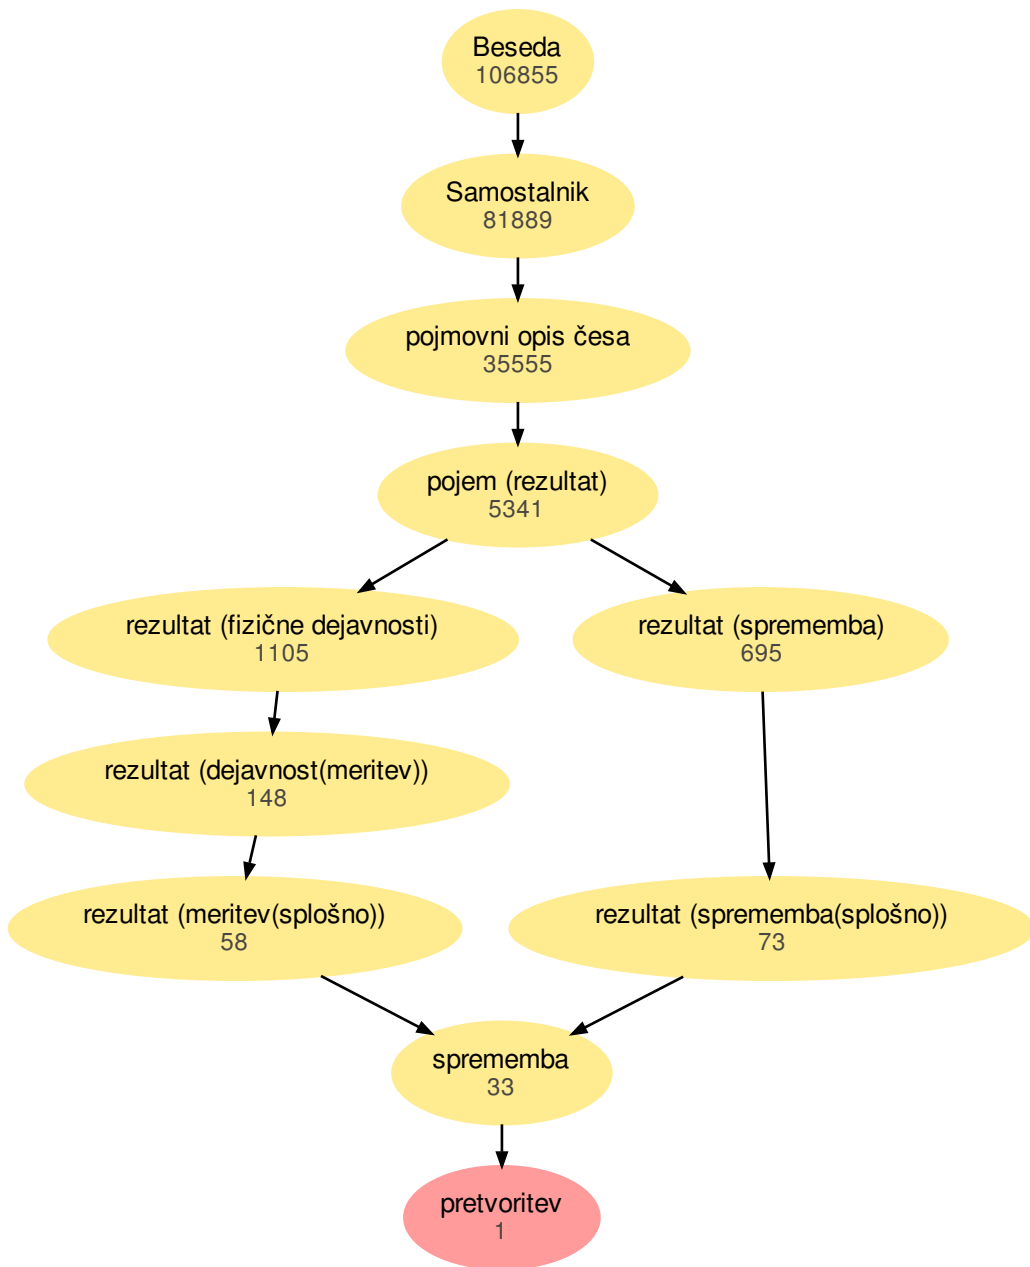 Beseda
106855
Samostalnik
81889
pojmovni opis česa
35555
pojem (rezultat)
5341
rezultat (fizične dejavnosti)
1105
rezultat (sprememba)
695
rezultat (dejavnost(meritev))
148
rezultat (meritev(splošno))
58
rezultat (sprememba(splošno))
73
sprememba
33
pretvoritev
1